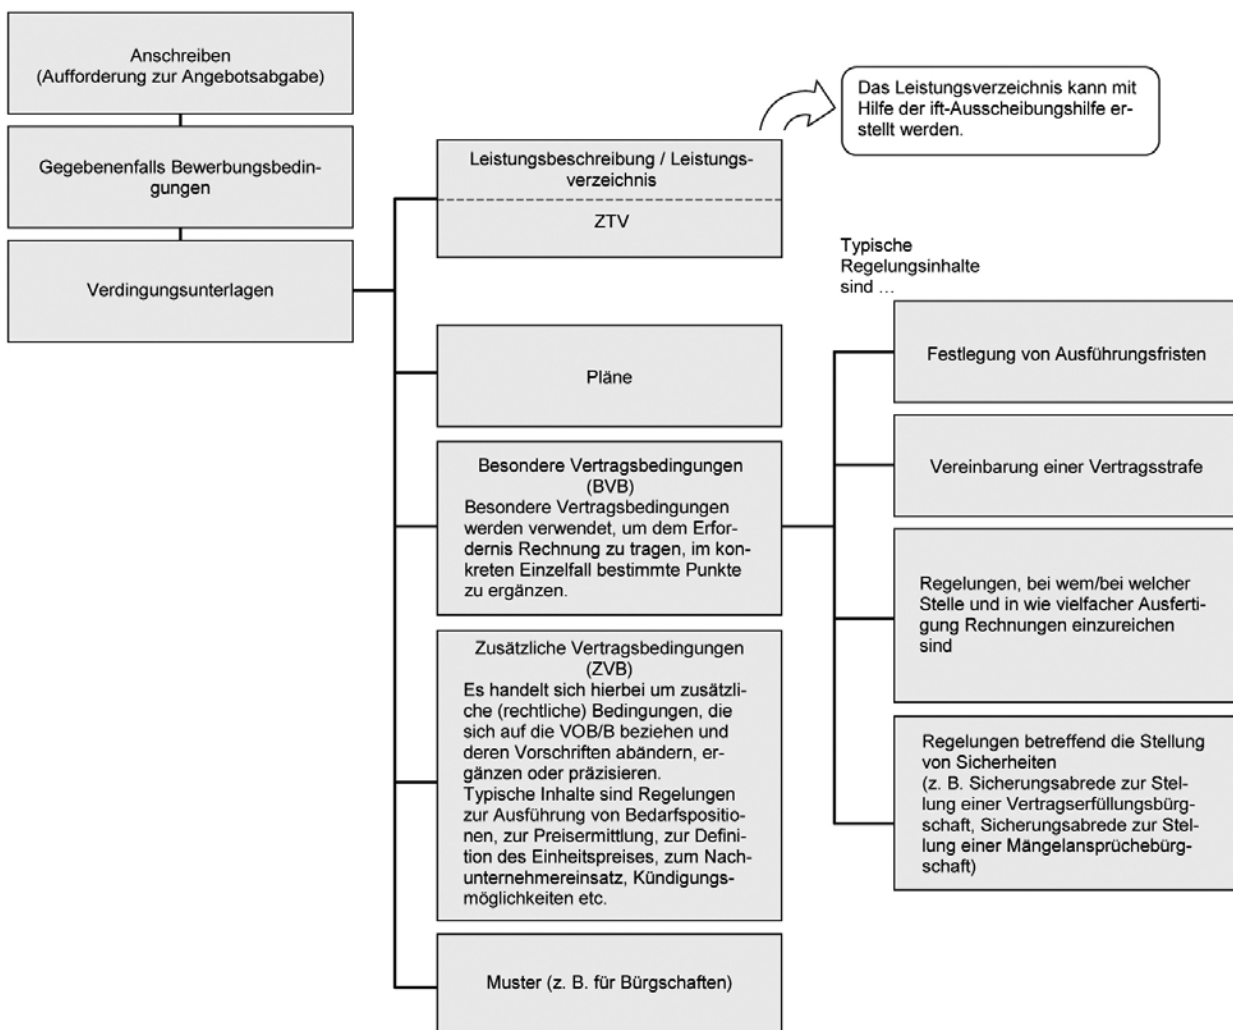 Anschreiben
(Aufforderung zur Angebotsabgabe)
Gegebenenfalls Bewerbungsbedin-
gungen
Verdingungsunterlagen
Das Leistungsverzeichnis kann mit
Hilfe der ift-Ausscheibungshilfe er-
stellt werden.
Leistungsbeschreibung / Leistungs-
verzeichnis
ZTV
Pläne
Besondere Vertragsbedingungen
(BVB)
Besondere Vertragsbedingungen
werden verwendet, um dem Erfor-
dernis Rechnung zu tragen, im kon-
kreten Einzelfall bestimmte Punkte
zu ergänzen.
Zusätzliche Vertragsbedingungen
(ZVB)
Es handelt sich hierbei um zusätzli-
che (rechtliche) Bedingungen, die
sich auf die VOB/B beziehen und
deren Vorschriften abändern, er-
gänzen oder präzisieren.
Typische Inhalte sind Regelungen
zur Ausführung von Bedarfspositio-
nen, zur Preisermittlung, zur Defini-
tion des Einheitspreises, zum Nach-
unternehmereinsatz, Kündigungs-
möglichkeiten etc.
Muster (z. B. für Bürgschaften)
Typische
Regelungsinhalte
sind ...
Festlegung von Ausführungsfristen
Vereinbarung einer Vertragsstrafe
Regelungen, bei wem/bei welcher
Stelle und in wie vielfacher Ausferti-
gung Rechnungen einzureichen
sind
Regelungen betreffend die Stellung
von Sicherheiten
(z. B. Sicherungsabrede zur Stel-
lung einer Vertragserfüllungsbürg-
schaft, Sicherungsabrede zur Stel-
lung einer Mängelansprüchebürg-
schaft)